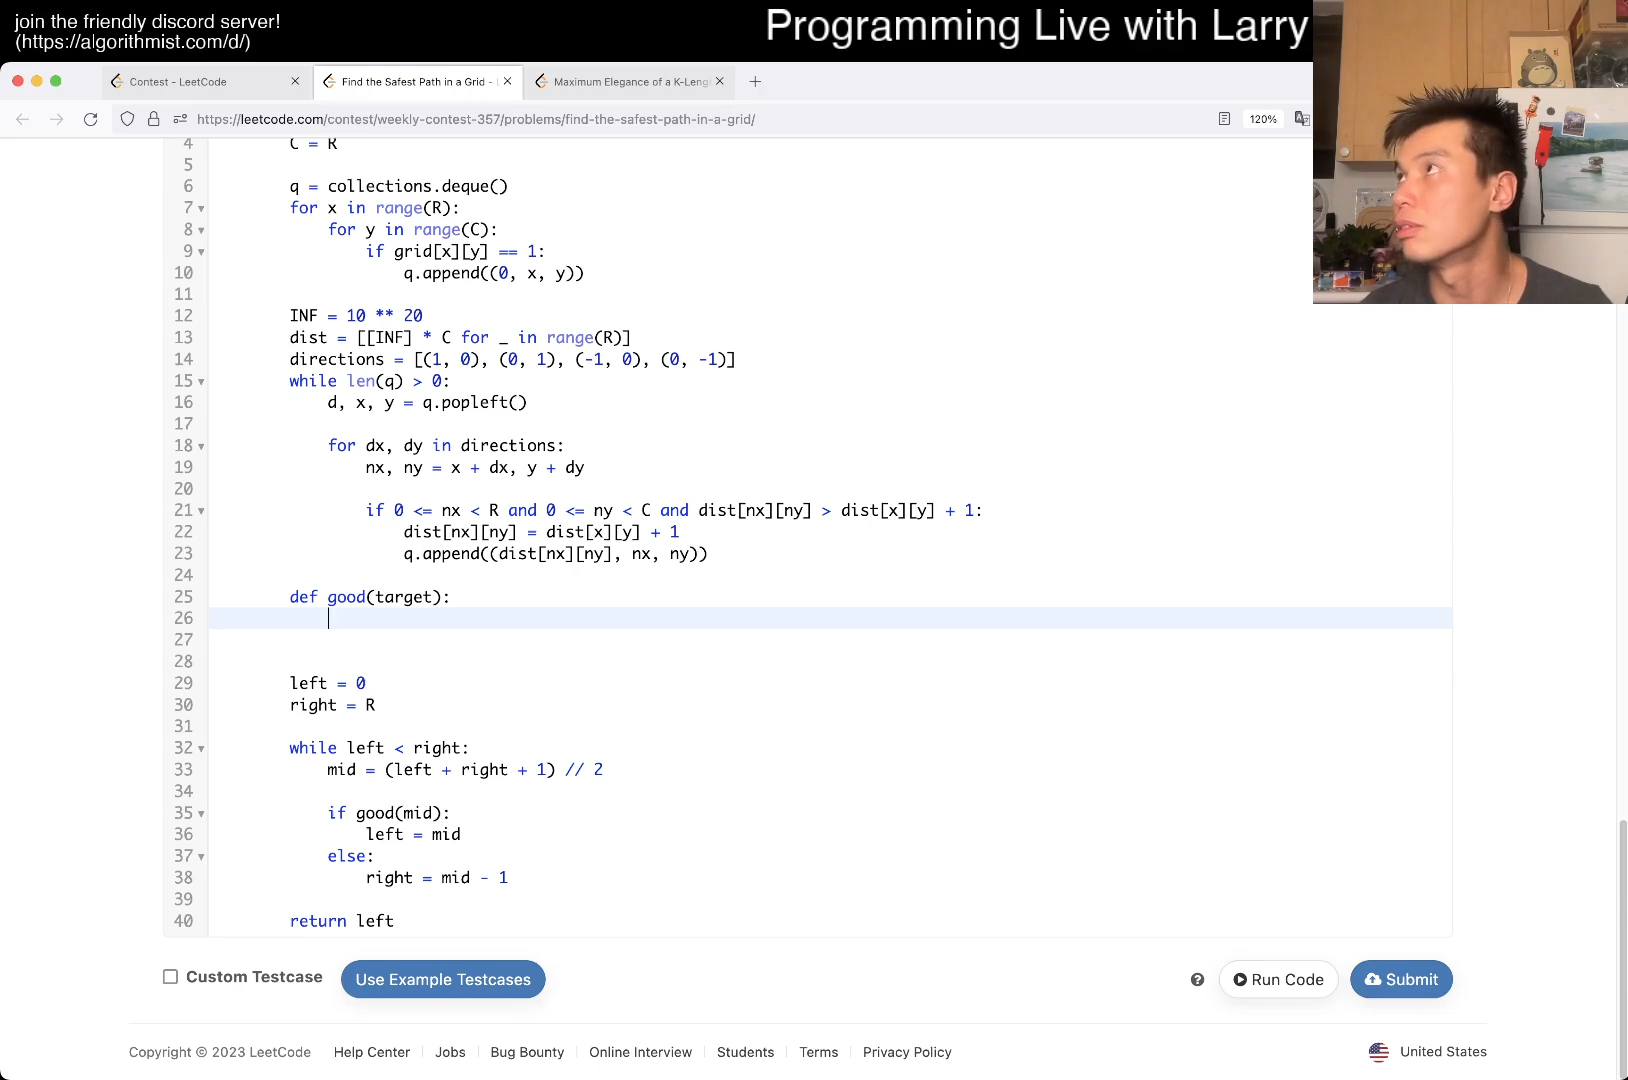 join the friendly discord server!
(https://algorithmist.com/d/)
Programming Live with Larry
Contest - LeetCode
Find the Safest Path in a Grid - L
Maximum Elegance of a K-Leng
https://leetcode.com/contest/weekly-contest-357/problems/find-the-safest-path-in-a-grid/
120%
4 C = R
5
6 q = collections.deque()
7 for x in range(R):
8 for y in range(C):
9 if grid[x][y] == 1:
10 q.append((0, x, y))
11
12 INF = 10 ** 20
13 dist = [[INF] * C for _ in range(R)]
14 directions = [(1, 0), (0, 1), (-1, 0), (0, -1)]
15 while len(q) > 0:
16 d, x, y = q.popleft()
17
18 for dx, dy in directions:
19 nx, ny = x + dx, y + dy
20
21 if 0 <= nx < R and 0 <= ny < C and dist[nx][ny] > dist[x][y] + 1:
22 dist[nx][ny] = dist[x][y] + 1
23 q.append((dist[nx][ny], nx, ny))
24
25 def good(target):
26
27
28
29 left = 0
30 right = R
31
32 while left < right:
33 mid = (left + right + 1) // 2
34
35 if good(mid):
36 left = mid
37 else:
38 right = mid - 1
39
40 return left
Custom Testcase
Use Example Testcases
Run Code
Submit
Copyright © 2023 LeetCode
Help Center
Jobs
Bug Bounty
Online Interview
Students
Terms
Privacy Policy
United States